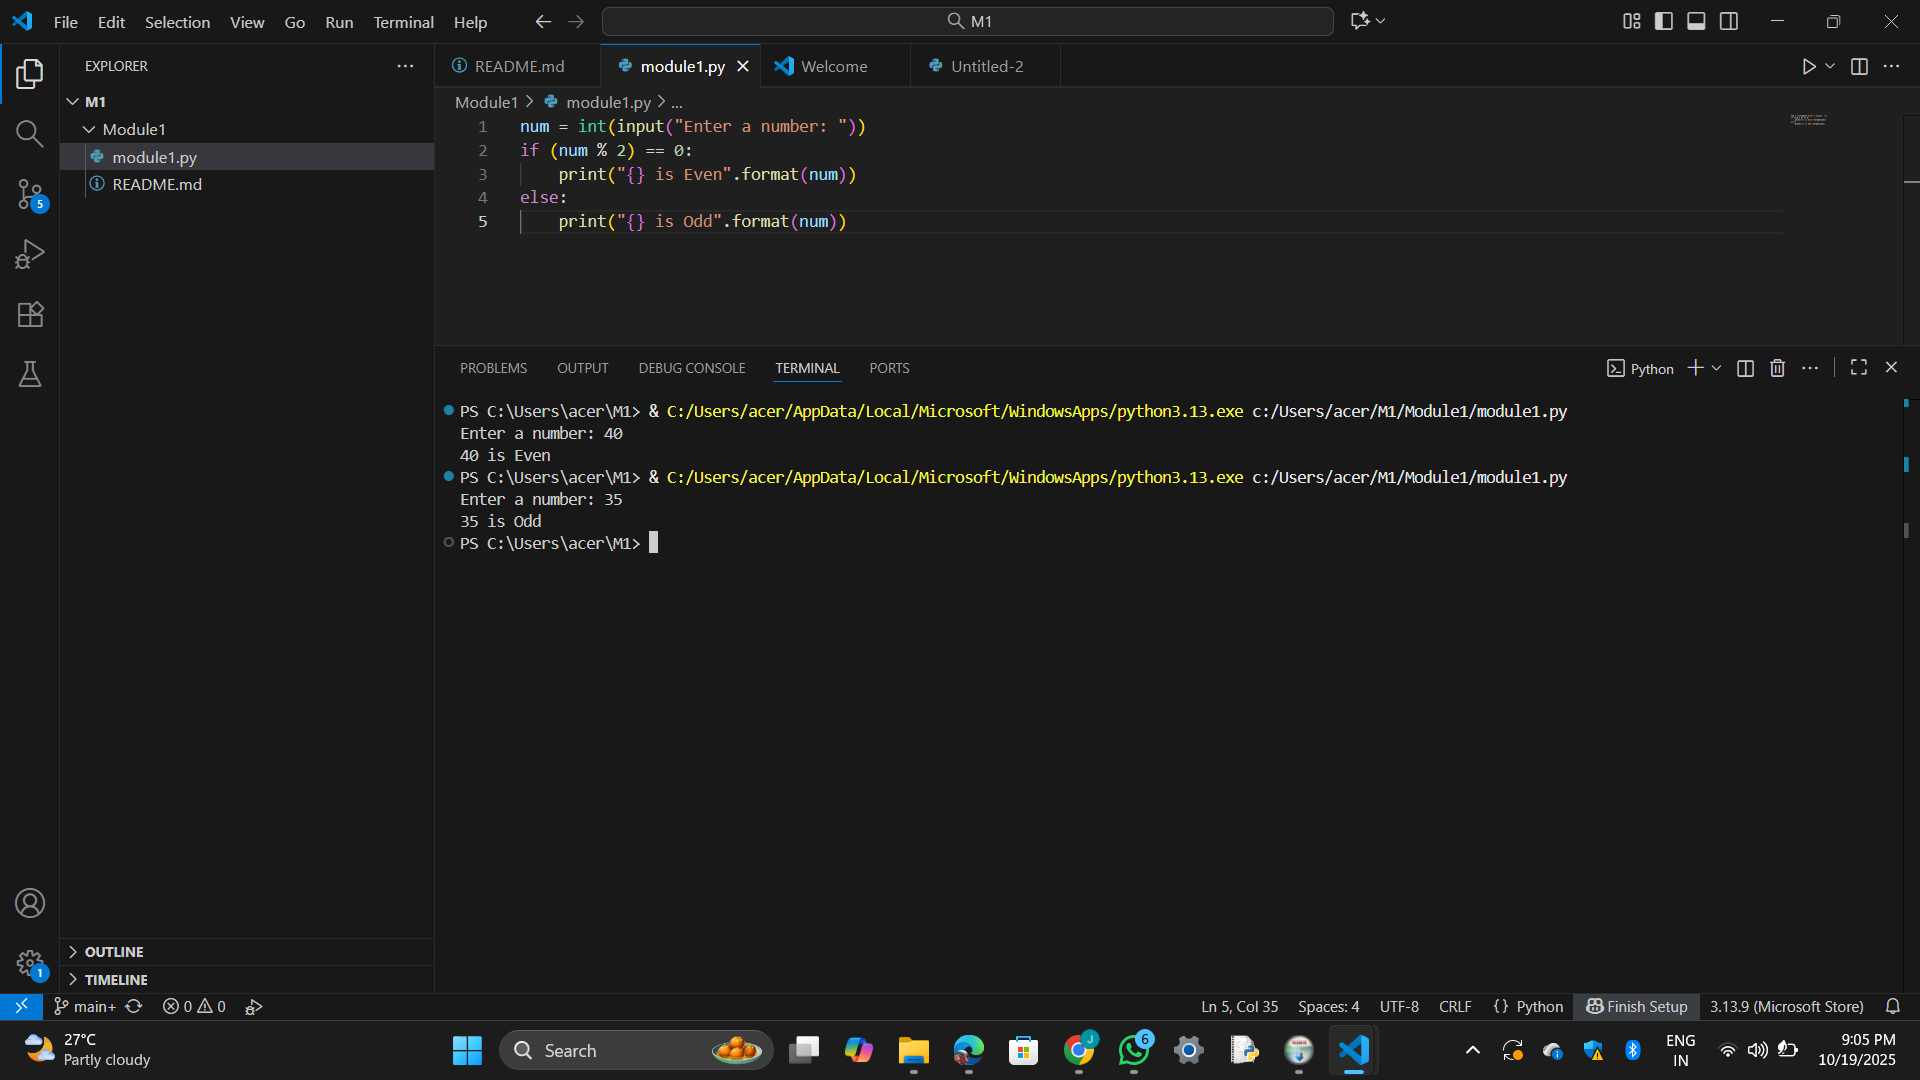 File Edit Selection View Go Run Terminal Help
M1
EXPLORER
M1
Module1
module1.py
README.md
README.md
module1.py
Welcome
Untitled-2
Module1 > module1.py > ...
1 num = int(input("Enter a number: "))
2 if (num % 2) == 0:
3     print("{} is Even".format(num))
4 else:
5     print("{} is Odd".format(num))
PROBLEMS OUTPUT DEBUG CONSOLE TERMINAL PORTS
Python
PS C:\Users\acer\M1> & C:/Users/acer/AppData/Local/Microsoft/WindowsApps/python3.13.exe c:/Users/acer/M1/Module1/module1.py
Enter a number: 40
40 is Even
PS C:\Users\acer\M1> & C:/Users/acer/AppData/Local/Microsoft/WindowsApps/python3.13.exe c:/Users/acer/M1/Module1/module1.py
Enter a number: 35
35 is Odd
PS C:\Users\acer\M1>
5
1
OUTLINE
TIMELINE
main+ 0 0
Ln 5, Col 35 Spaces: 4 UTF-8 CRLF {} Python Finish Setup 3.13.9 (Microsoft Store)
27°C
Partly cloudy
Search
J
6
ENG
IN
9:05 PM
10/19/2025